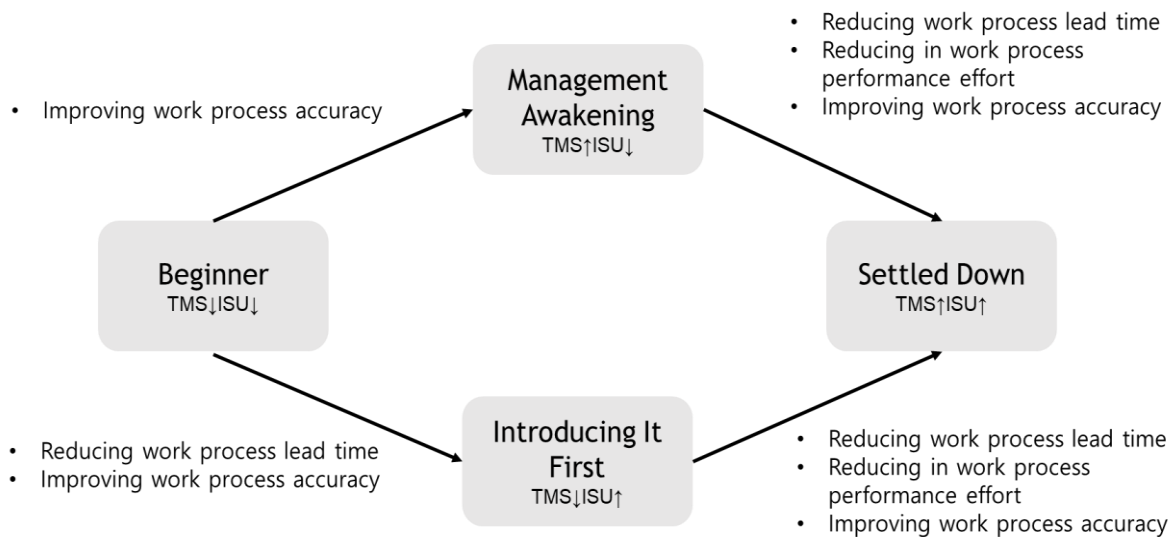 • Improving work process accuracy
Management
Awakening
TMS↑ISU↓
• Reducing work process lead time
• Reducing in work process
performance effort
• Improving work process accuracy
Beginner
TMS↓ISU↓
Settled Down
TMS↑ISU↑
• Reducing work process lead time
• Improving work process accuracy
Introducing It
First
TMS↓ISU↑
• Reducing work process lead time
• Reducing in work process
performance effort
• Improving work process accuracy